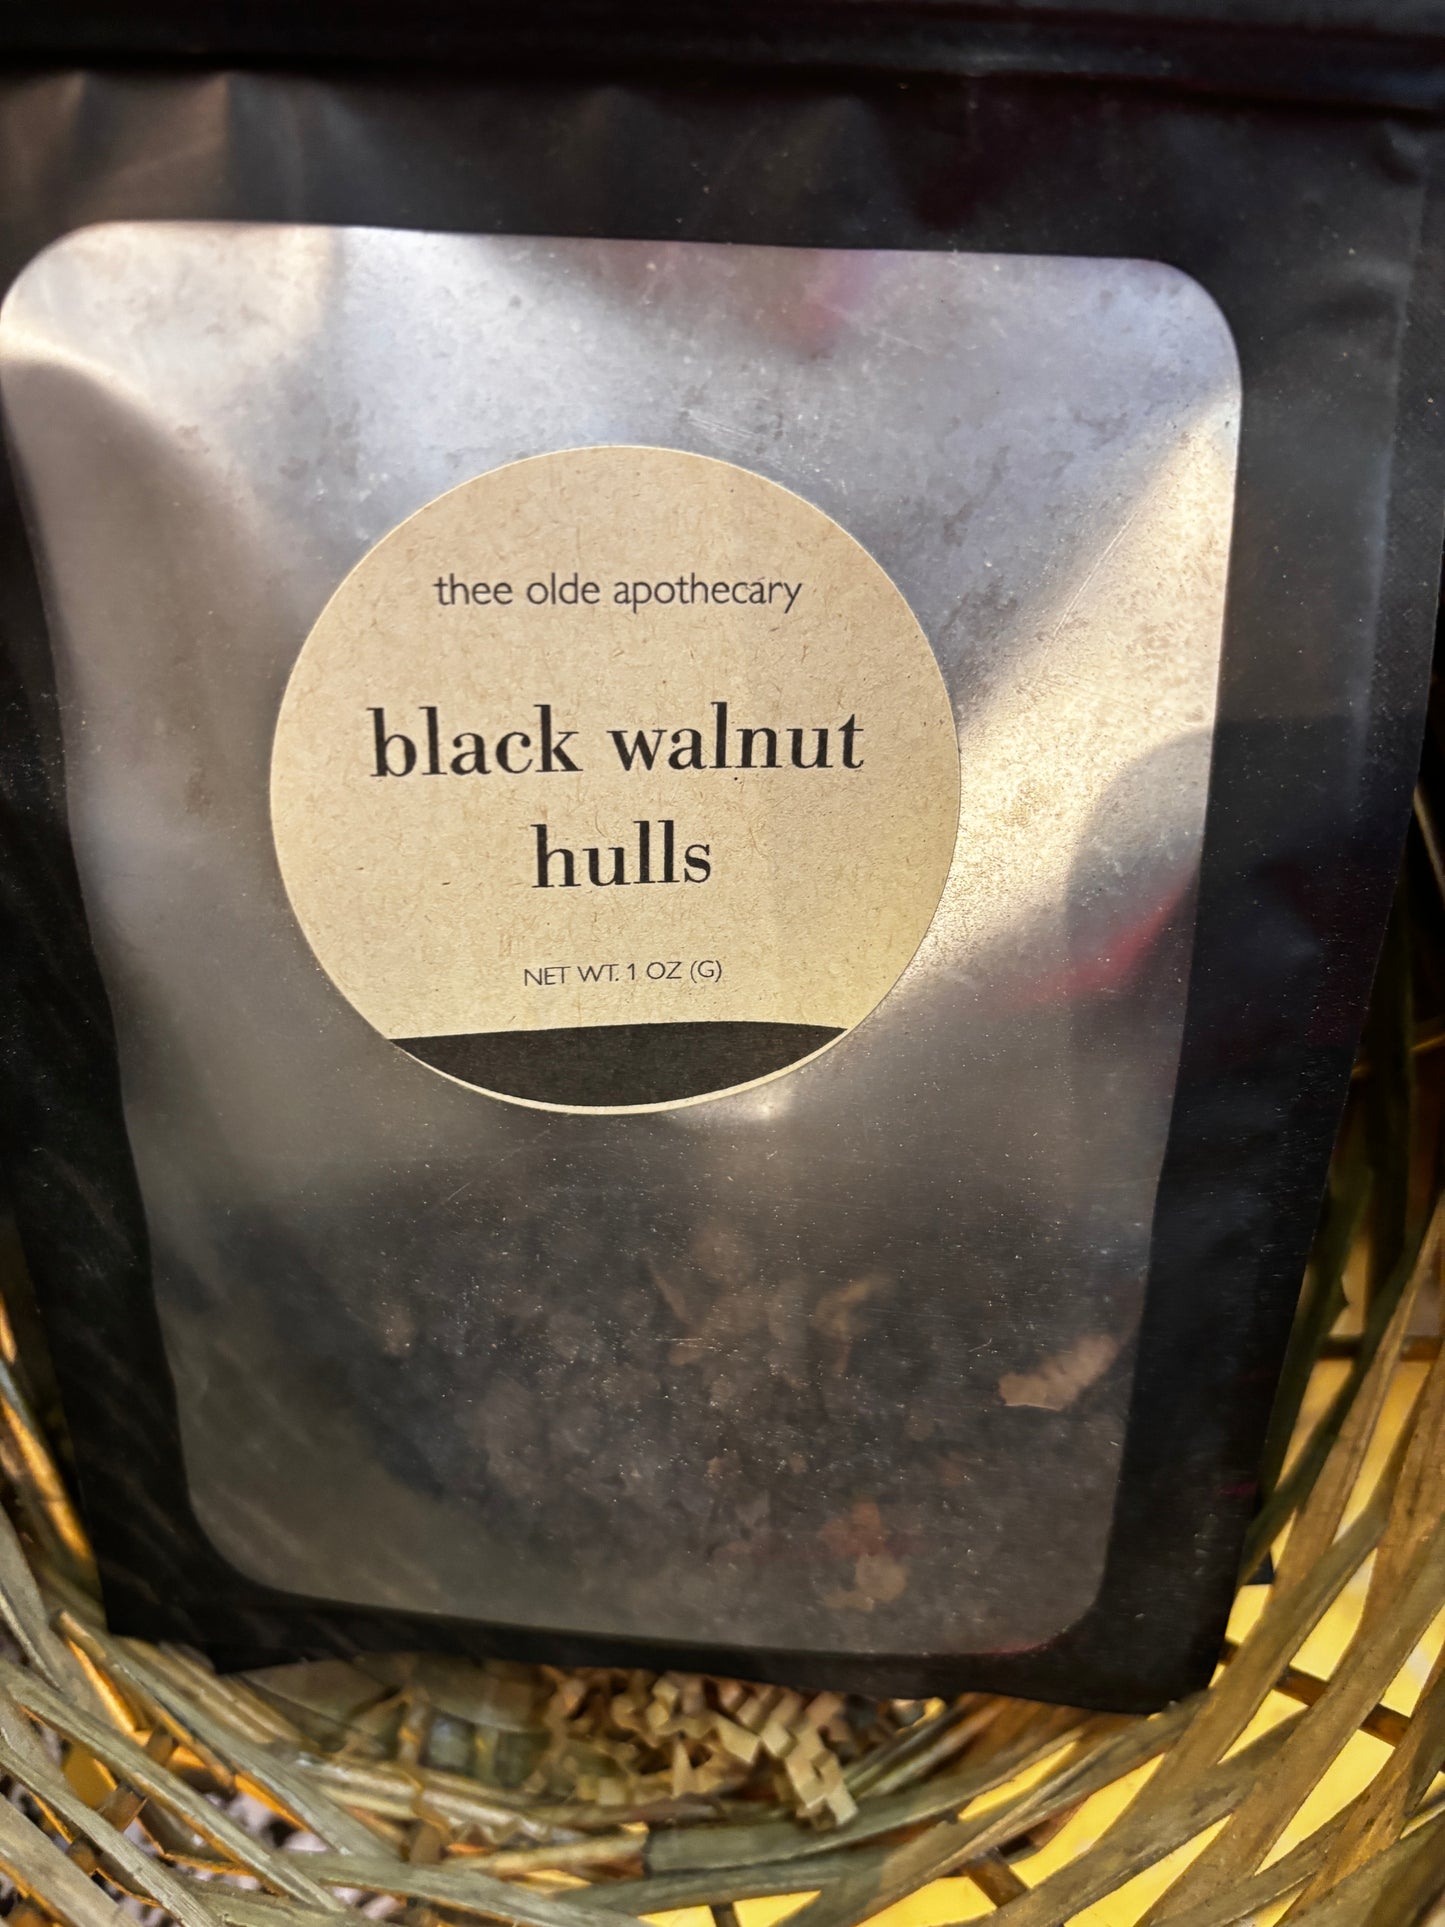 thee olde apothecary
black walnut
hulls
NET WT. 1 OZ (G)